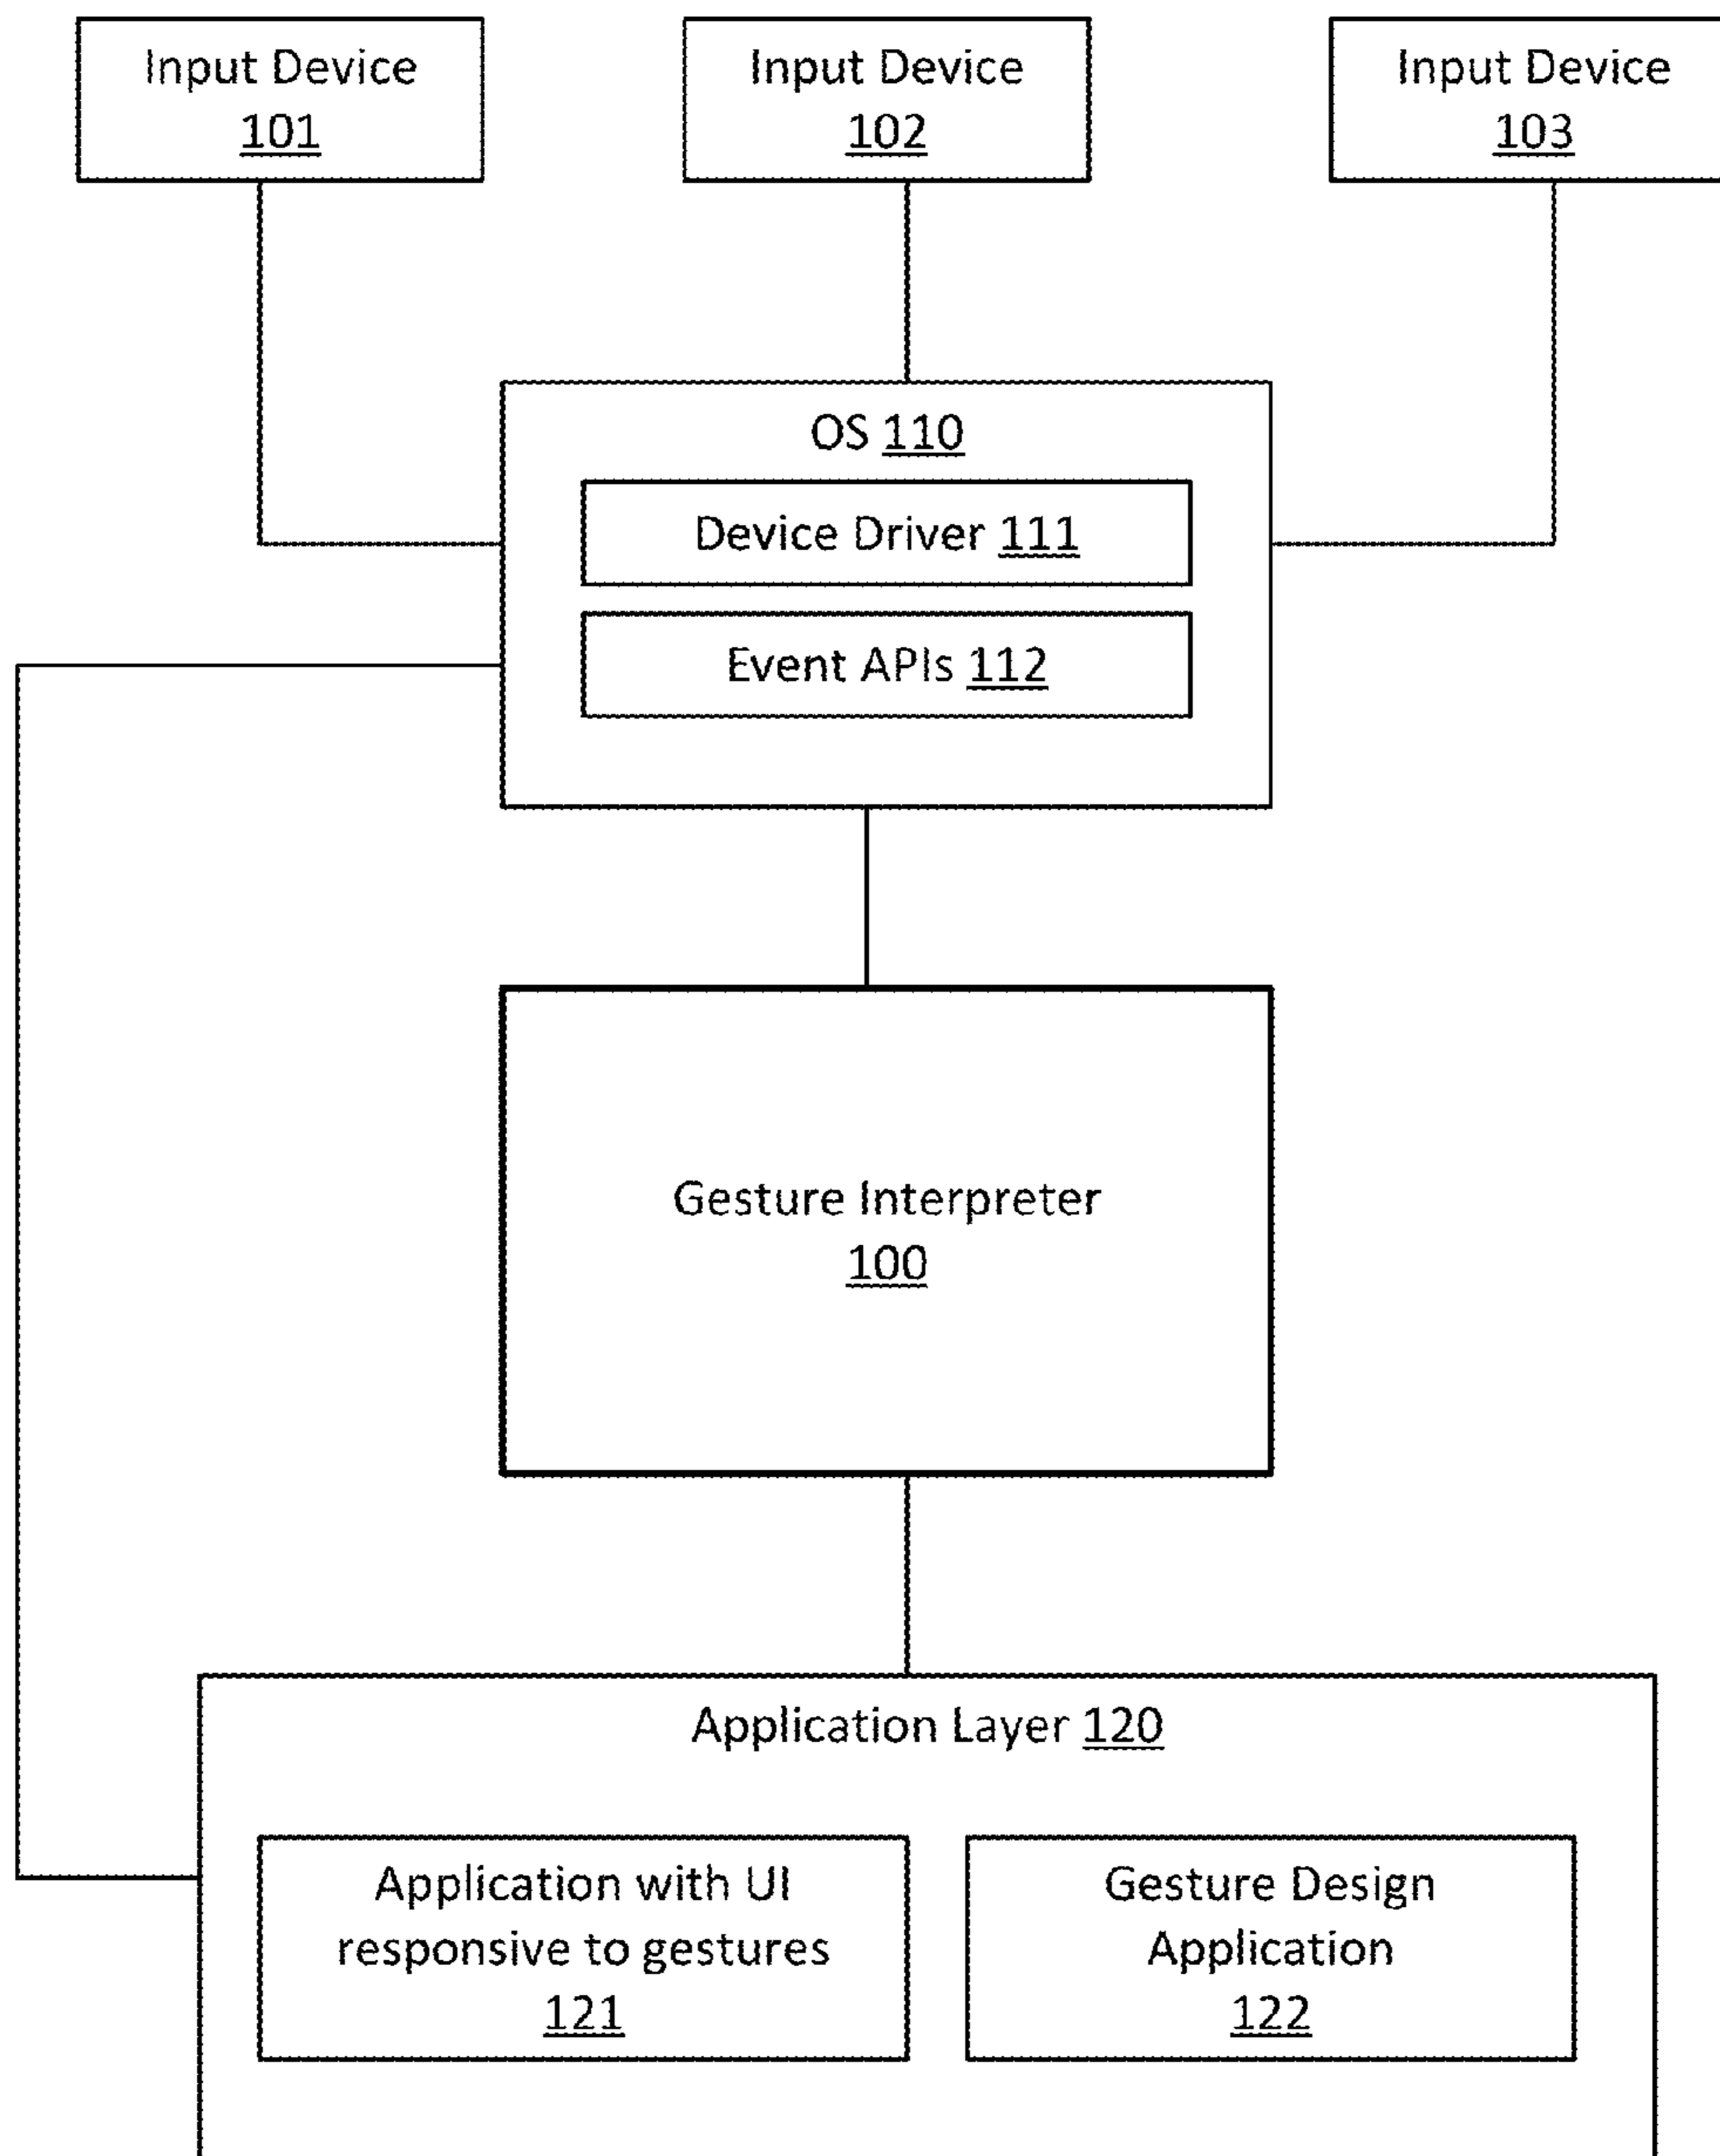 Input Device
101
Input Device
102
Input Device
103
OS 110
Device Driver 111
Event APIs 112
Gesture Interpreter
100
Application Layer 120
Application with UI
responsive to gestures
121
Gesture Design
Application
122